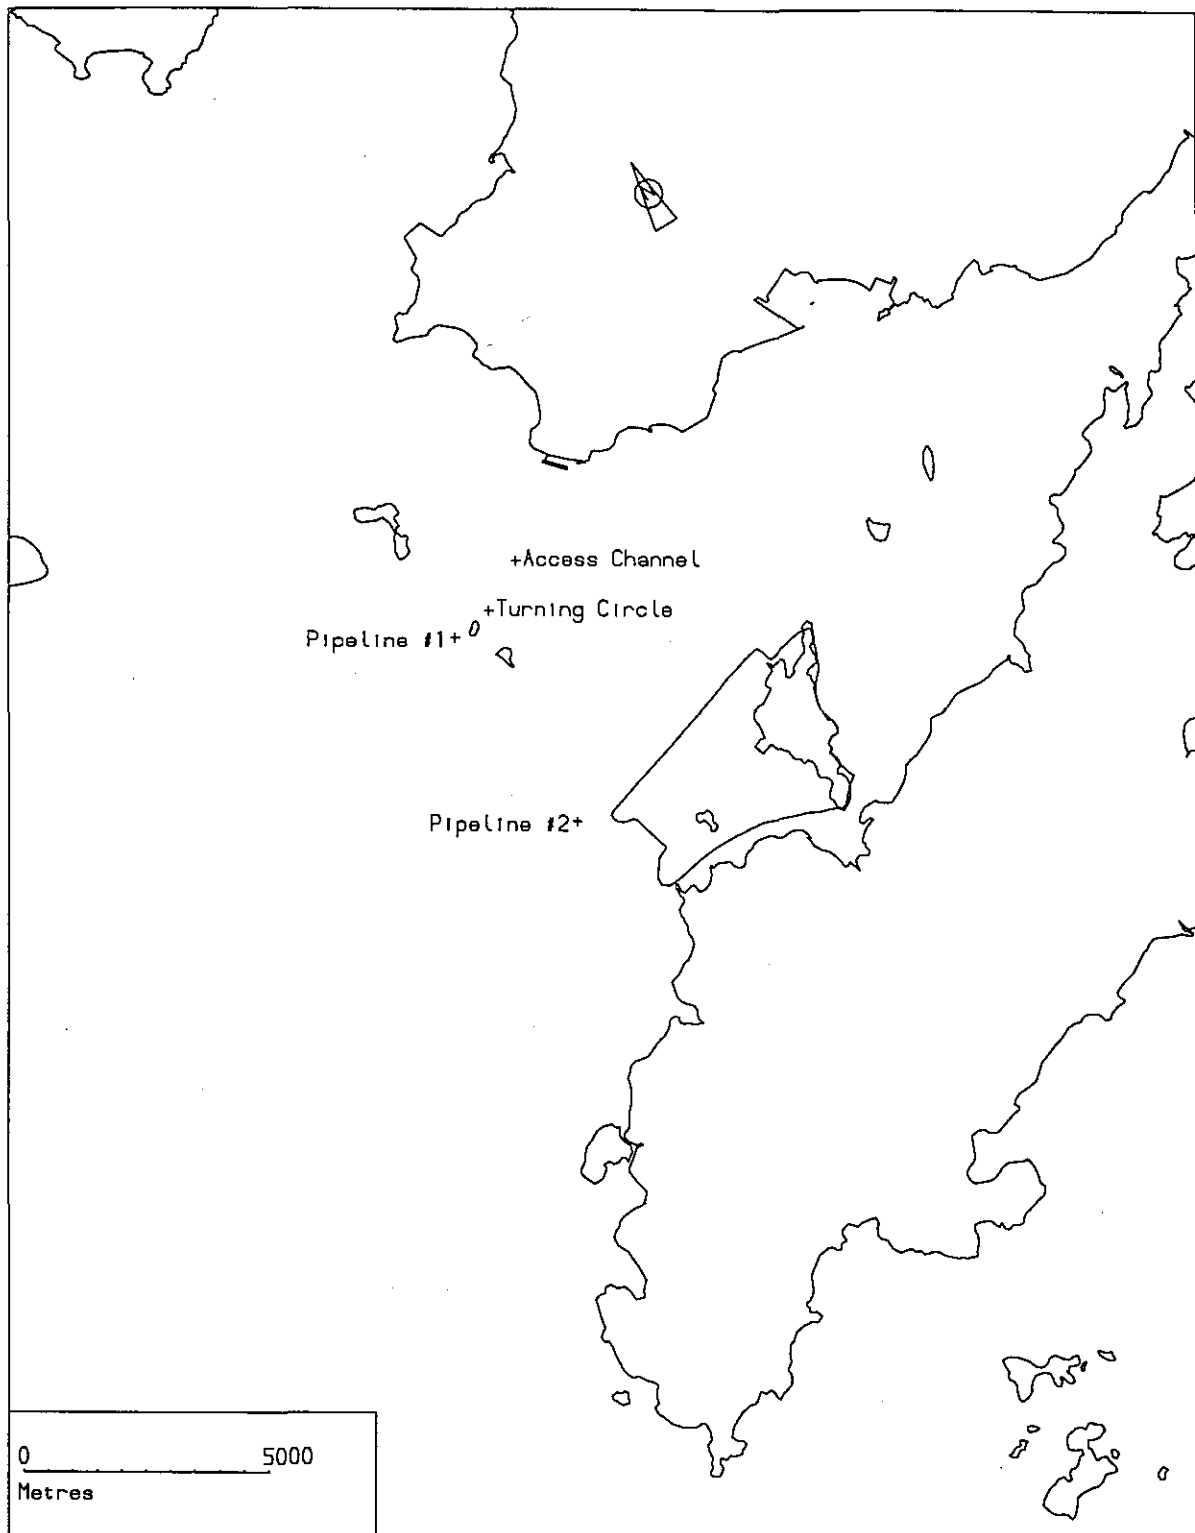 N
+Access Channel
+Turning Circle
Pipeline #1+
Pipeline #2+
0 5000
Metres